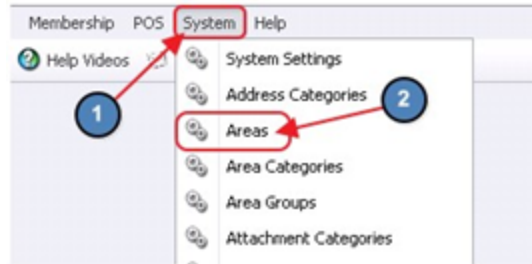 Membership POS System Help
Help Videos
System Settings
Address Categories
Areas
Area Categories
Area Groups
Attachment Categories
1
2